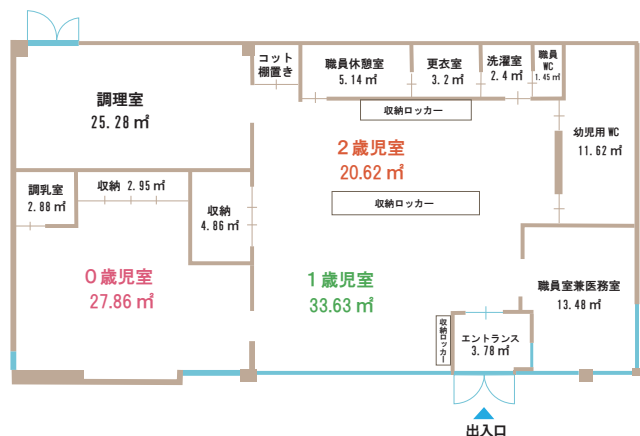 コット
棚置き
職員休憩室
5.14㎡
更衣室
3.2㎡
洗濯室
2.4㎡
職員
WC
1.45㎡
調理室
25.28㎡
収納ロッカー
幼児用WC
11.62㎡
2歳児室
20.62㎡
調乳室
2.88㎡
収納 2.95㎡
収納
4.86㎡
収納ロッカー
0歳児室
27.86㎡
1歳児室
33.63㎡
職員室兼医務室
13.48㎡
収納ロッカー
エントランス
3.78㎡
出入口